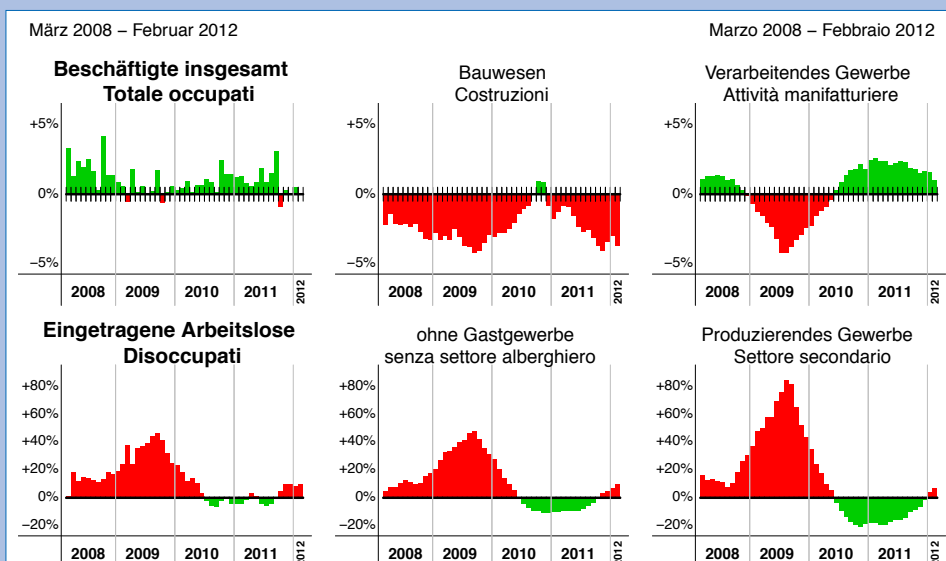 März 2008 – Februar 2012
Marzo 2008 – Febbraio 2012
Beschäftigte insgesamt
Totale occupati
+5%
0%
−5%
2008 2009 2010 2011 2012
Bauwesen
Costruzioni
+5%
0%
−5%
2008 2009 2010 2011 2012
Verarbeitendes Gewerbe
Attività manifatturiere
+5%
0%
−5%
2008 2009 2010 2011 2012
Eingetragene Arbeitslose
Disoccupati
+80%
+60%
+40%
+20%
0%
−20%
2008 2009 2010 2011 2012
ohne Gastgewerbe
senza settore alberghiero
+80%
+60%
+40%
+20%
0%
−20%
2008 2009 2010 2011 2012
Produzierendes Gewerbe
Settore secondario
+80%
+60%
+40%
+20%
0%
−20%
2008 2009 2010 2011 2012